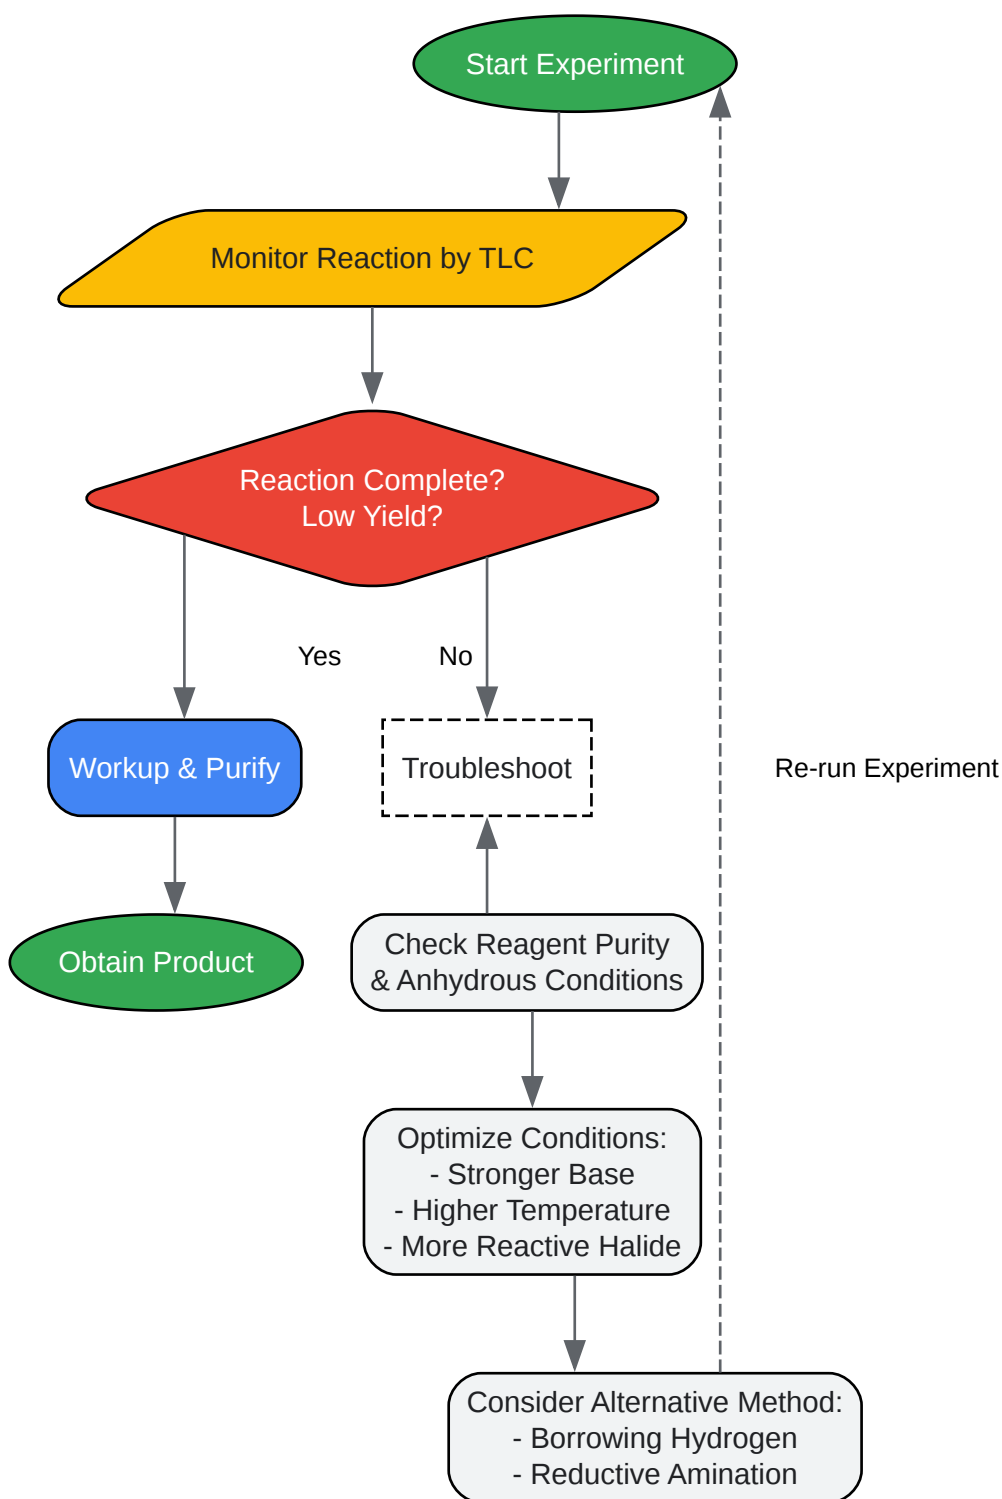 Start Experiment
Monitor Reaction by TLC
Reaction Complete?
Low Yield?
Yes
No
Workup & Purify
Troubleshoot
Re-run Experiment
Obtain Product
Check Reagent Purity
& Anhydrous Conditions
Optimize Conditions:
- Stronger Base
- Higher Temperature
- More Reactive Halide
Consider Alternative Method:
- Borrowing Hydrogen
- Reductive Amination